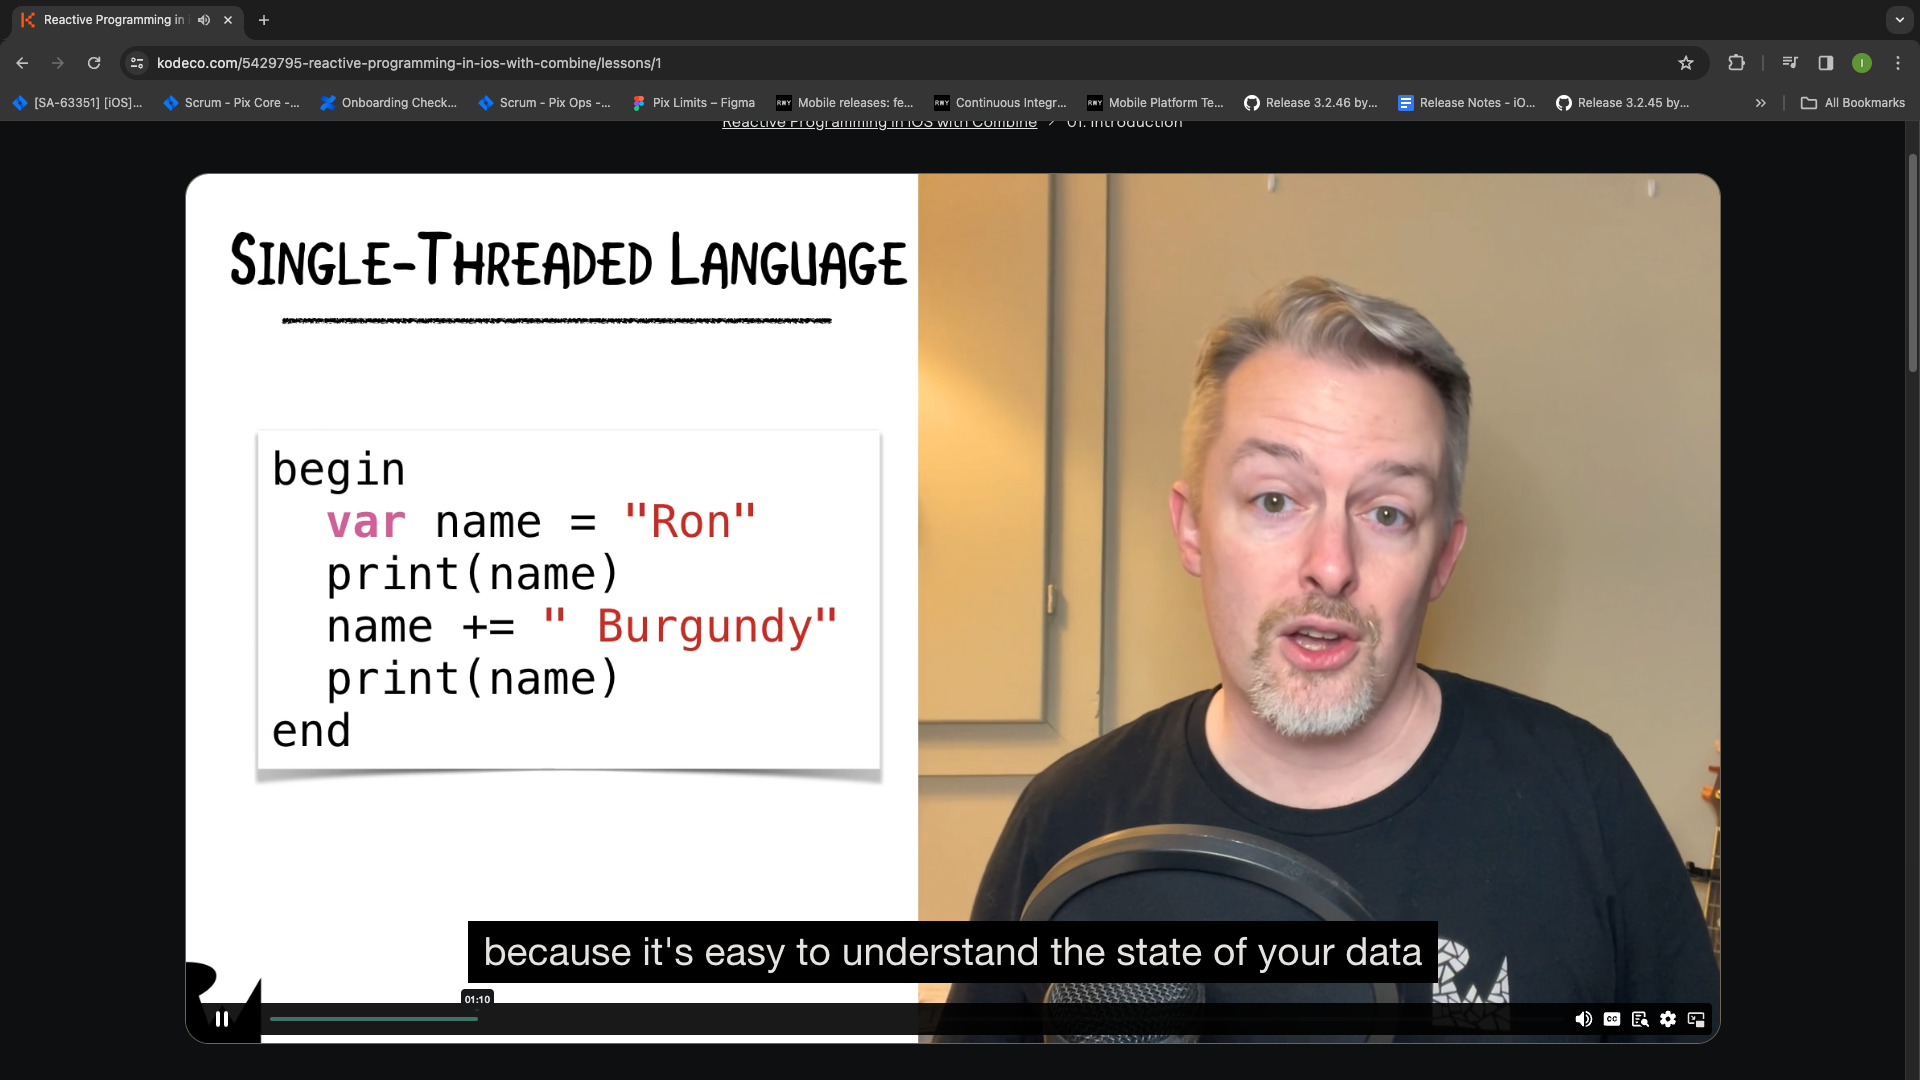 Reactive Programming in i
kodeco.com/5429795-reactive-programming-in-ios-with-combine/lessons/1
I
[SA-63351] [iOS]...
Scrum - Pix Core -...
Onboarding Check...
Scrum - Pix Ops -...
Pix Limits – Figma
RWY
Mobile releases: fe...
RWY
Continuous Integr...
RWY
Mobile Platform Te...
Release 3.2.46 by...
Release Notes - iO...
Release 3.2.45 by...
»
All Bookmarks
Reactive Programming in iOS with Combine > 01. Introduction
SINGLE-THREADED LANGUAGE
begin
var name = "Ron"
print(name)
name += " Burgundy"
print(name)
end
because it's easy to understand the state of your data
01:10
CC